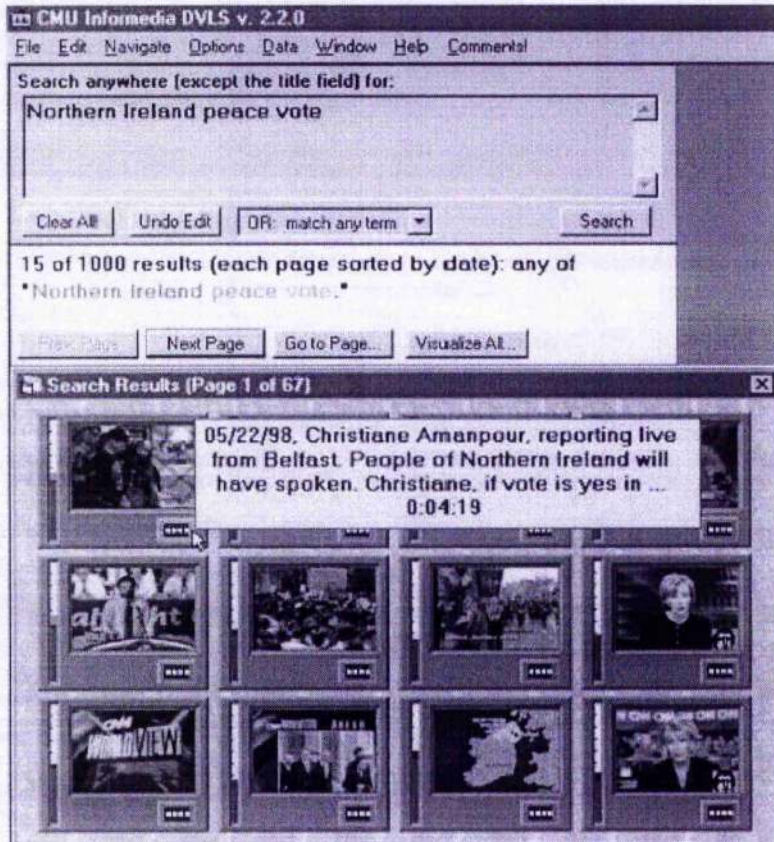 CMU Informedia DVLS v. 2.2.0
File Edit Navigate Options Data Window Help Comments!
Search anywhere (except the title field) for:
Northern Ireland peace vote
Clear All! Undo Edit OR: match any term Search
15 of 1000 results (each page sorted by date): any of
"Northern Ireland peace vote."
Prev Page Next Page Go to Page... Visualize All...
Search Results (Page 1 of 67)
05/22/98, Christiane Amanpour, reporting live
from Belfast. People of Northern Ireland will
have spoken. Christiane, if vote is yes in ...
0:04:19
CNN
WORLDVIEW